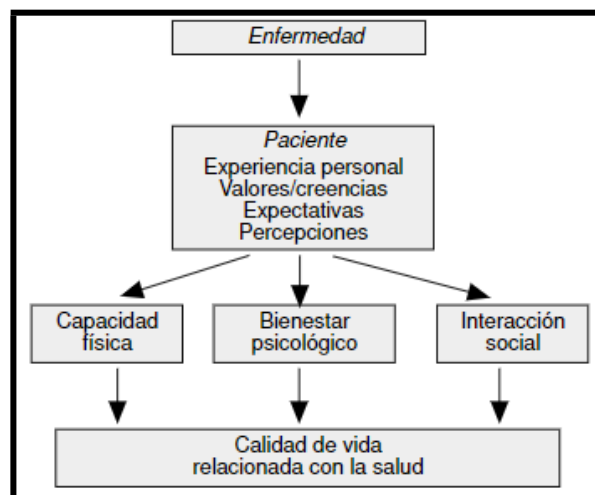 Enfermedad
Paciente
Experiencia personal
Valores/creencias
Expectativas
Percepciones
Capacidad
física
Bienestar
psicológico
Interacción
social
Calidad de vida
relacionada con la salud